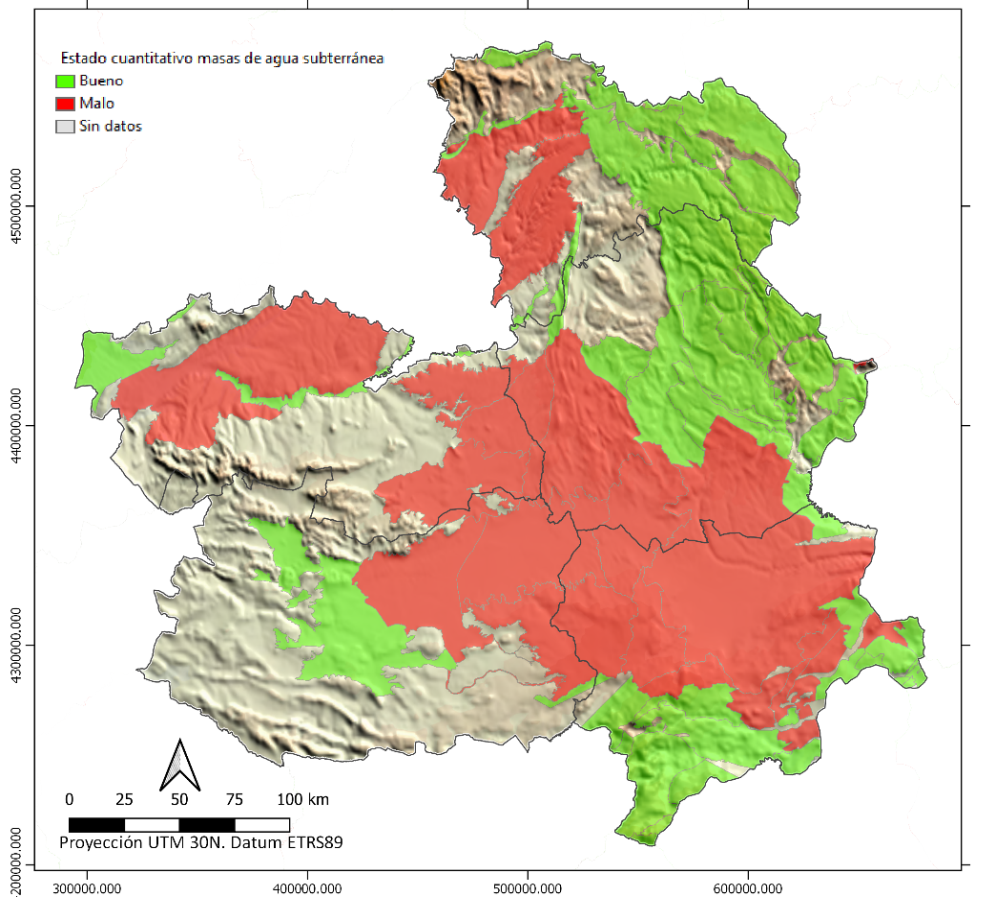 Estado cuantitativo masas de agua subterránea
Bueno
Malo
Sin datos
4500000.000
4400000.000
4300000.000
4200000.000
0 25 50 75 100 km
Proyección UTM 30N. Datum ETRS89
300000.000 400000.000 500000.000 600000.000